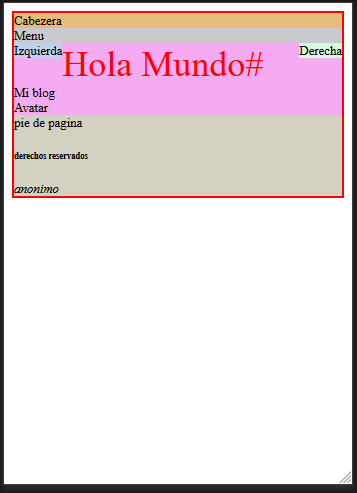 Cabezera
Menu
Izquierda Hola Mundo# Derecha
Mi blog
Avatar
pie de pagina
derechos reservados
anonimo